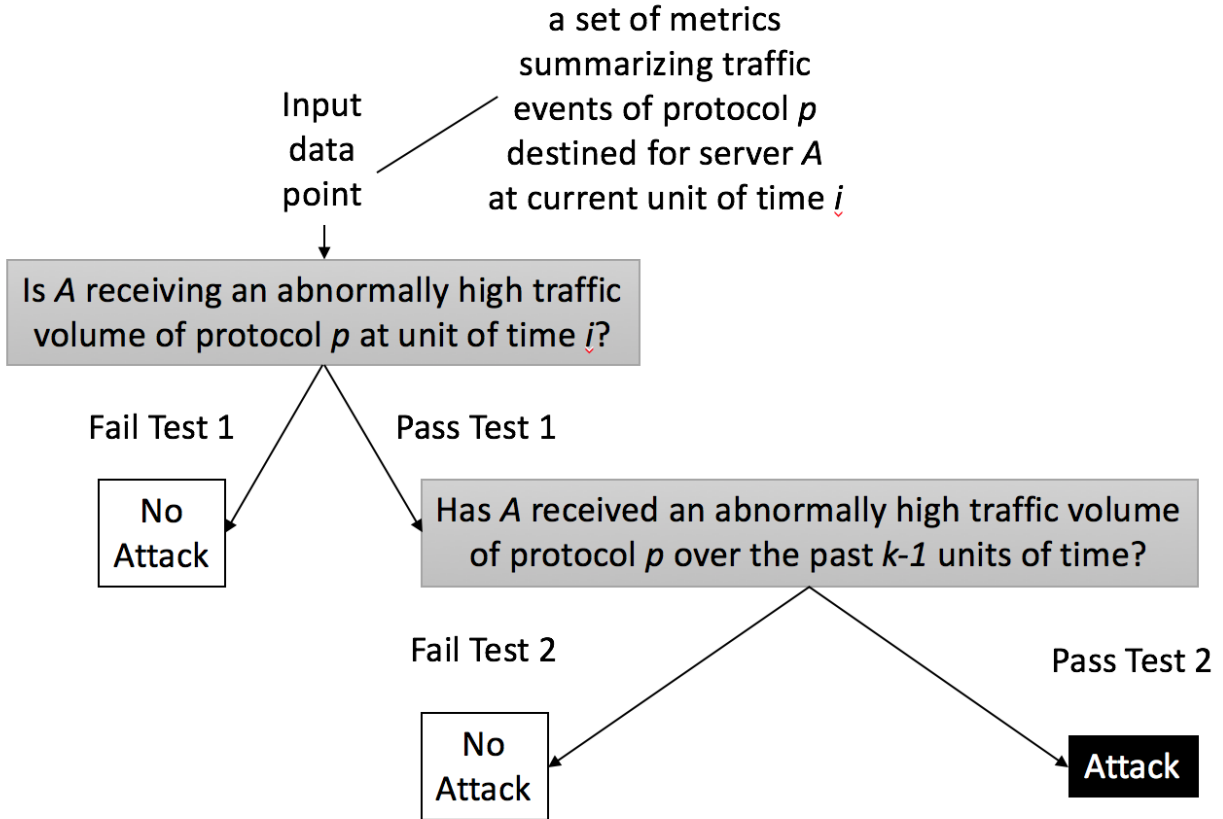 a set of metrics
summarizing traffic
events of protocol p
destined for server A
at current unit of time i
Input
data
point
Is A receiving an abnormally high traffic
volume of protocol p at unit of time i?
Fail Test 1
Pass Test 1
No
Attack
Has A received an abnormally high traffic volume
of protocol p over the past k-1 units of time?
Fail Test 2
Pass Test 2
No
Attack
Attack